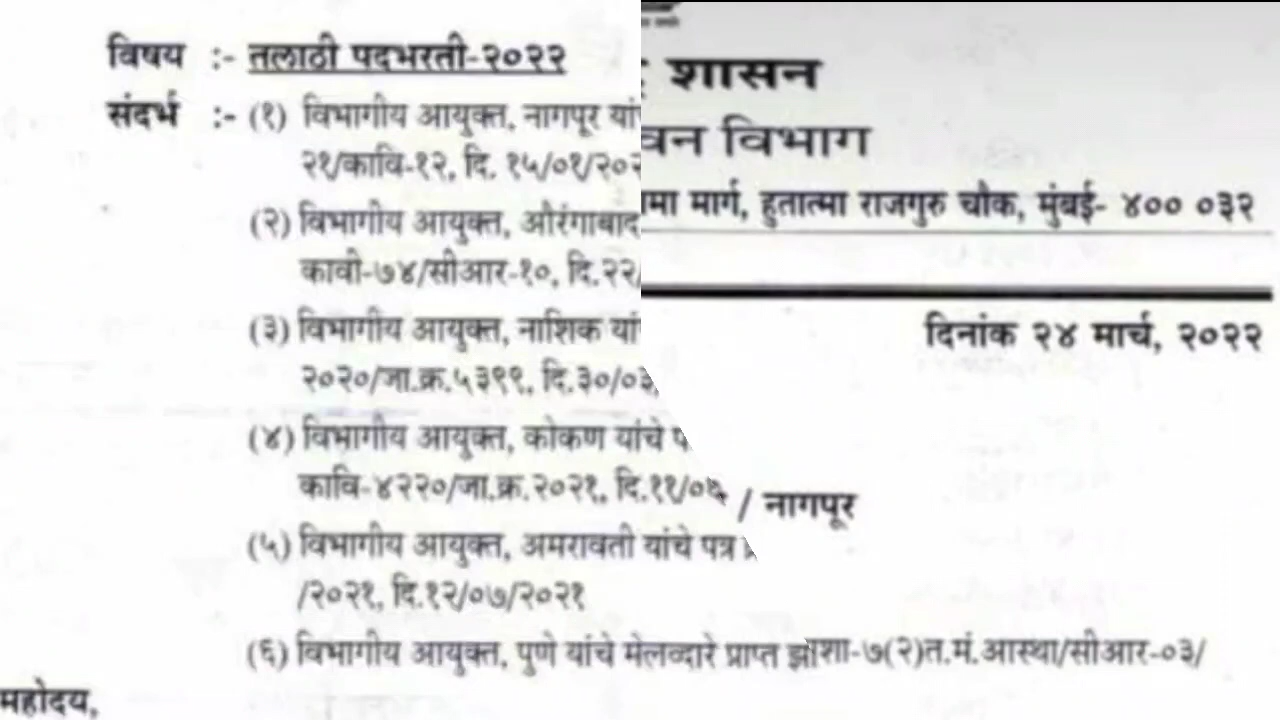 विषय :- तलाठी पदभरती-२०२२
संदर्भ :- (१) विभागीय आयुक्त, नागपूर यां
२१/कावि-१२, दि. १५/०१/२०२
(२) विभागीय आयुक्त, औरंगाबाद
कावी-७४/सीआर-१०, दि.२२/
(३) विभागीय आयुक्त, नाशिक यां
२०२०/जा.क्र.५३९९, दि.३०/०३
(४) विभागीय आयुक्त, कोकण यांचे प
कावि-४२२०/जा.क्र.२०२१, दि.११/०५
(५) विभागीय आयुक्त, अमरावती यांचे पत्र
/२०२१, दि.१२/०७/२०२१
(६) विभागीय आयुक्त, पुणे यांचे मेलव्दारे प्राप्त झाशा-७(२)त.मं.आस्था/सीआर-०३/
महोदय,
शासन
वन विभाग
मा मार्ग, हुतात्मा राजगुरु चौक, मुंबई- ४०० ०३२
दिनांक २४ मार्च, २०२२
/ नागपूर